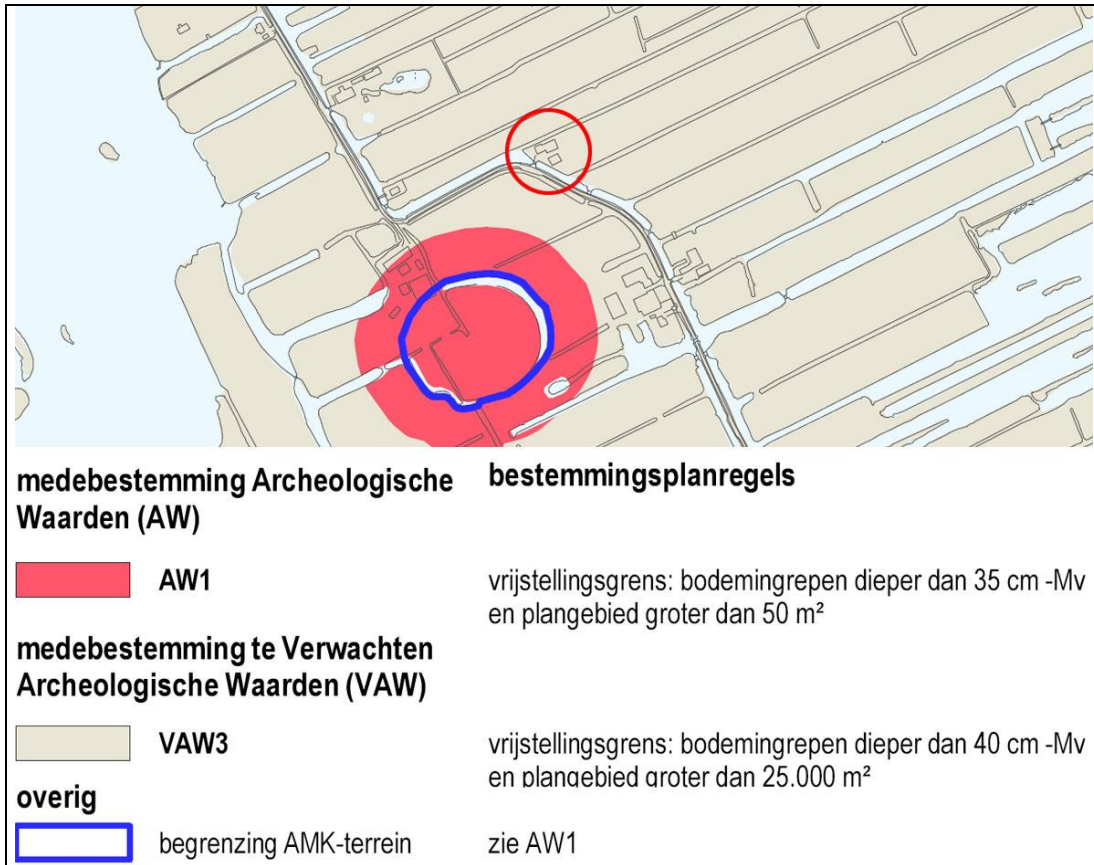 medebestemming Archeologische
Waarden (AW)
bestemmingsplanregels
AW1
vrijstellingsgrens: bodemingrepen dieper dan 35 cm -Mv
en plangebied groter dan 50 m²
medebestemming te Verwachten
Archeologische Waarden (VAW)
VAW3
vrijstellingsgrens: bodemingrepen dieper dan 40 cm -Mv
en plangebied groter dan 25.000 m²
overig
begrenzing AMK-terrein
zie AW1